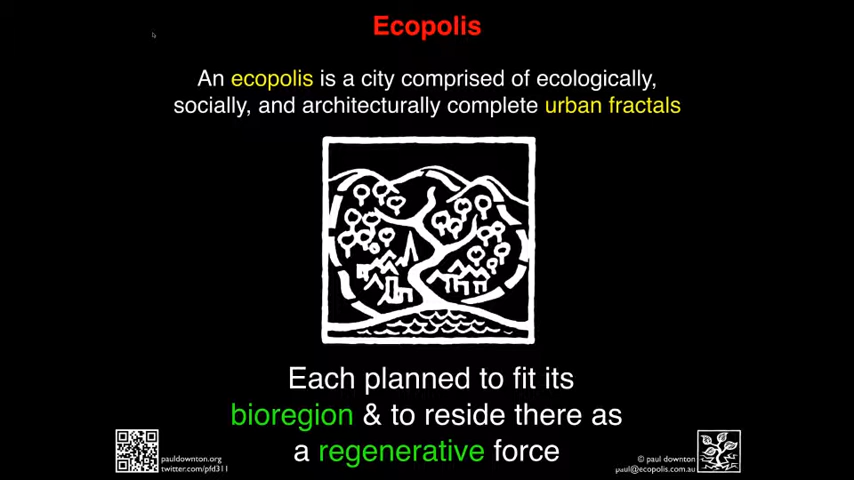 Ecopolis
An ecopolis is a city comprised of ecologically,
socially, and architecturally complete urban fractals
Each planned to fit its
bioregion & to reside there as
a regenerative force
pauldownton.org
twitter.com/pfd311
© paul downton
paul@ecopolis.com.au